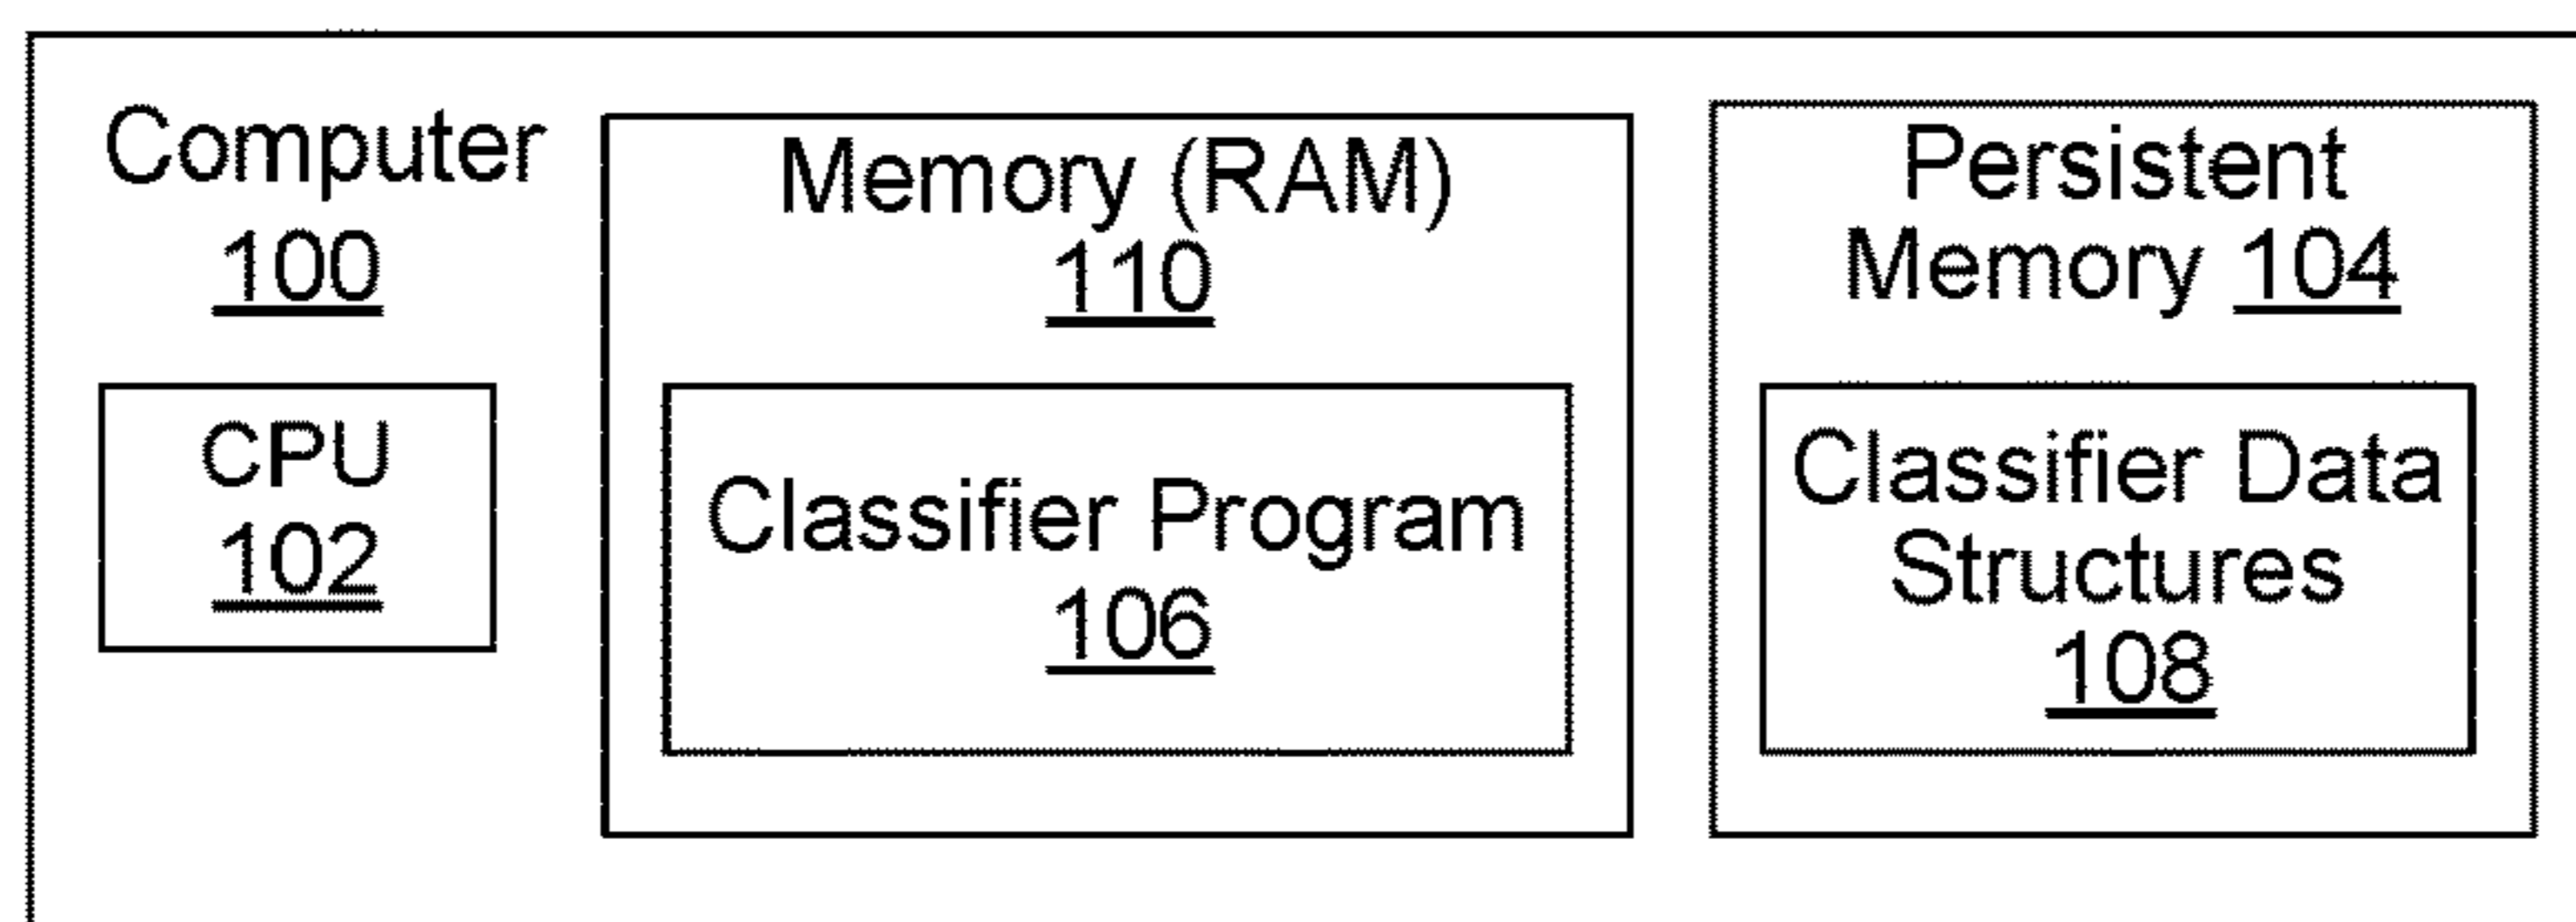 Computer
100
CPU
102
Memory (RAM)
110
Classifier Program
106
Persistent
Memory 104
Classifier Data
Structures
108